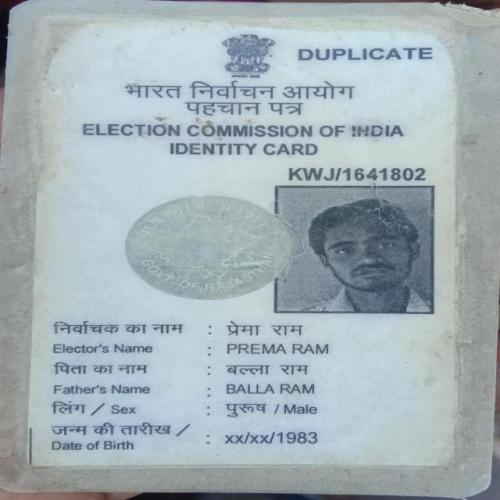 DUPLICATE
भारत निर्वाचन आयोग
पहचान पत्र
ELECTION COMMISSION OF INDIA
IDENTITY CARD
KWJ/1641802
GOVT. OF RAJASTHAN
निर्वाचक का नाम : प्रेमा राम
Elector's Name : PREMA RAM
पिता का नाम : बल्ला राम
Father's Name : BALLA RAM
लिंग / Sex : पुरूष / Male
जन्म की तारीख /
Date of Birth : xx/xx/1983